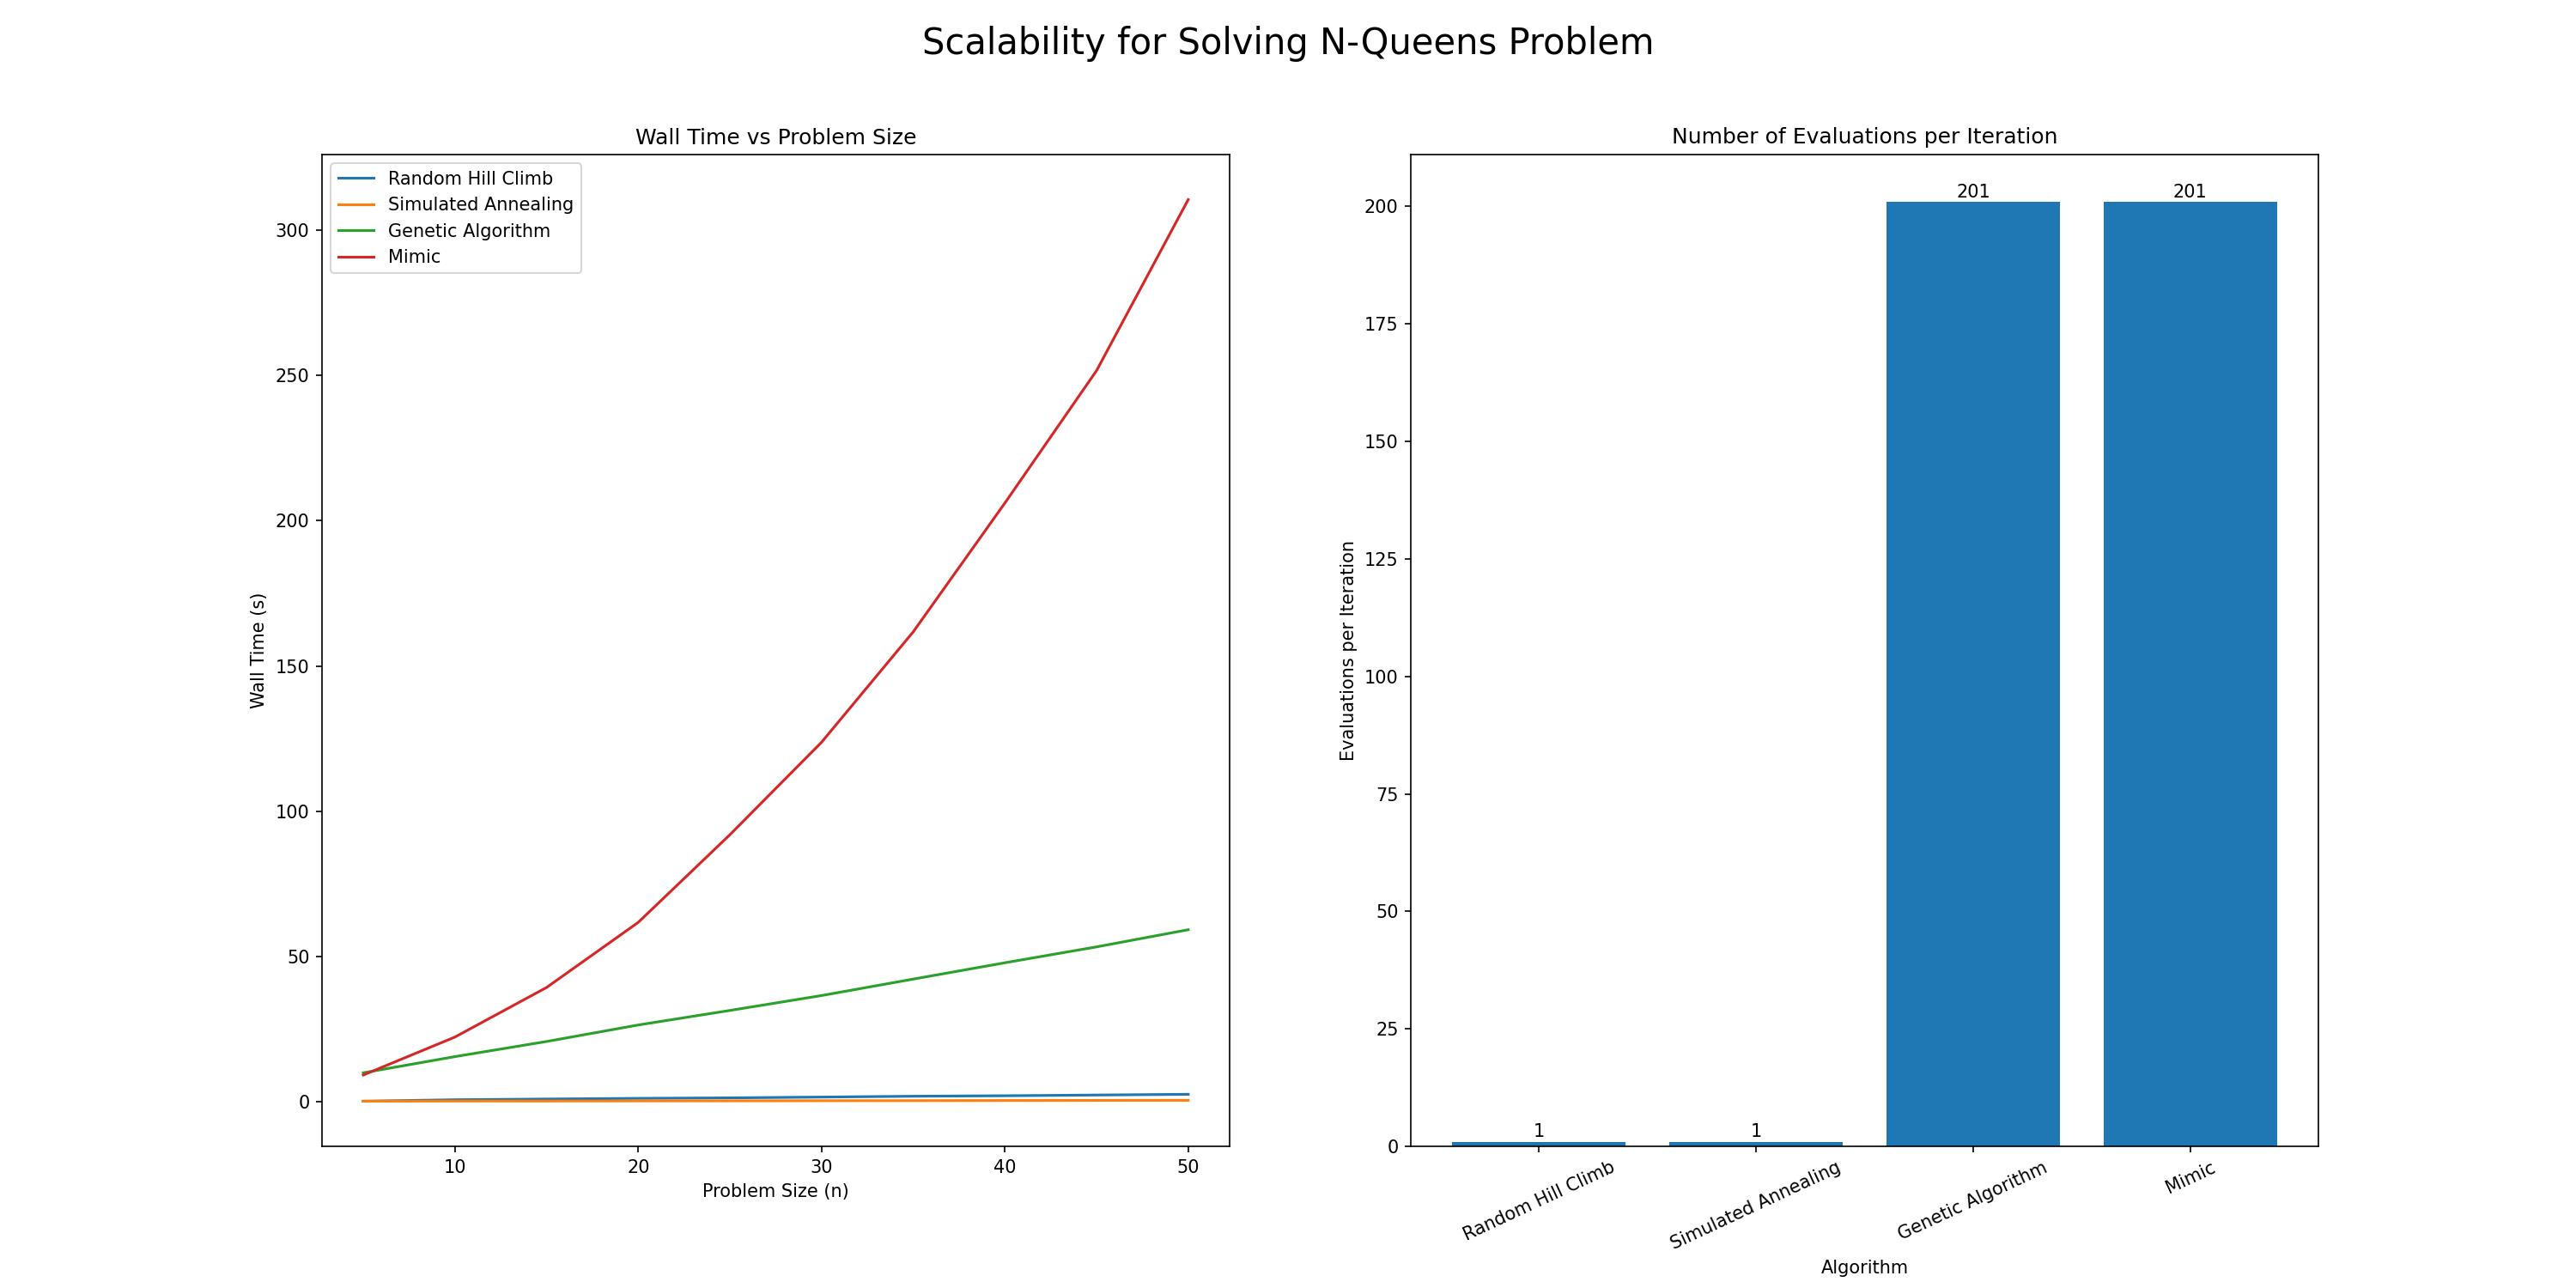 Scalability for Solving N-Queens Problem
Wall Time vs Problem Size
Random Hill Climb
Simulated Annealing
Genetic Algorithm
Mimic
Wall Time (s)
300
250
200
150
100
50
0
10 20 30 40 50
Problem Size (n)
Number of Evaluations per Iteration
Evaluations per Iteration
200
175
150
125
100
75
50
25
0
1 1 201 201
Random Hill Climb
Simulated Annealing
Genetic Algorithm
Mimic
Algorithm